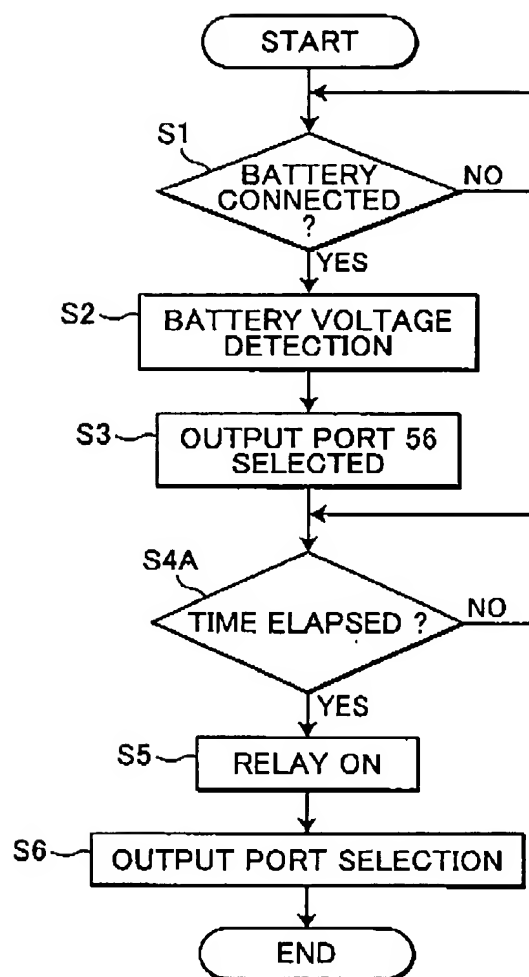 START
S1
BATTERY
CONNECTED
?
NO
YES
S2
BATTERY VOLTAGE
DETECTION
S3
OUTPUT PORT 56
SELECTED
S4A
TIME ELAPSED ?
NO
YES
S5
RELAY ON
S6
OUTPUT PORT SELECTION
END